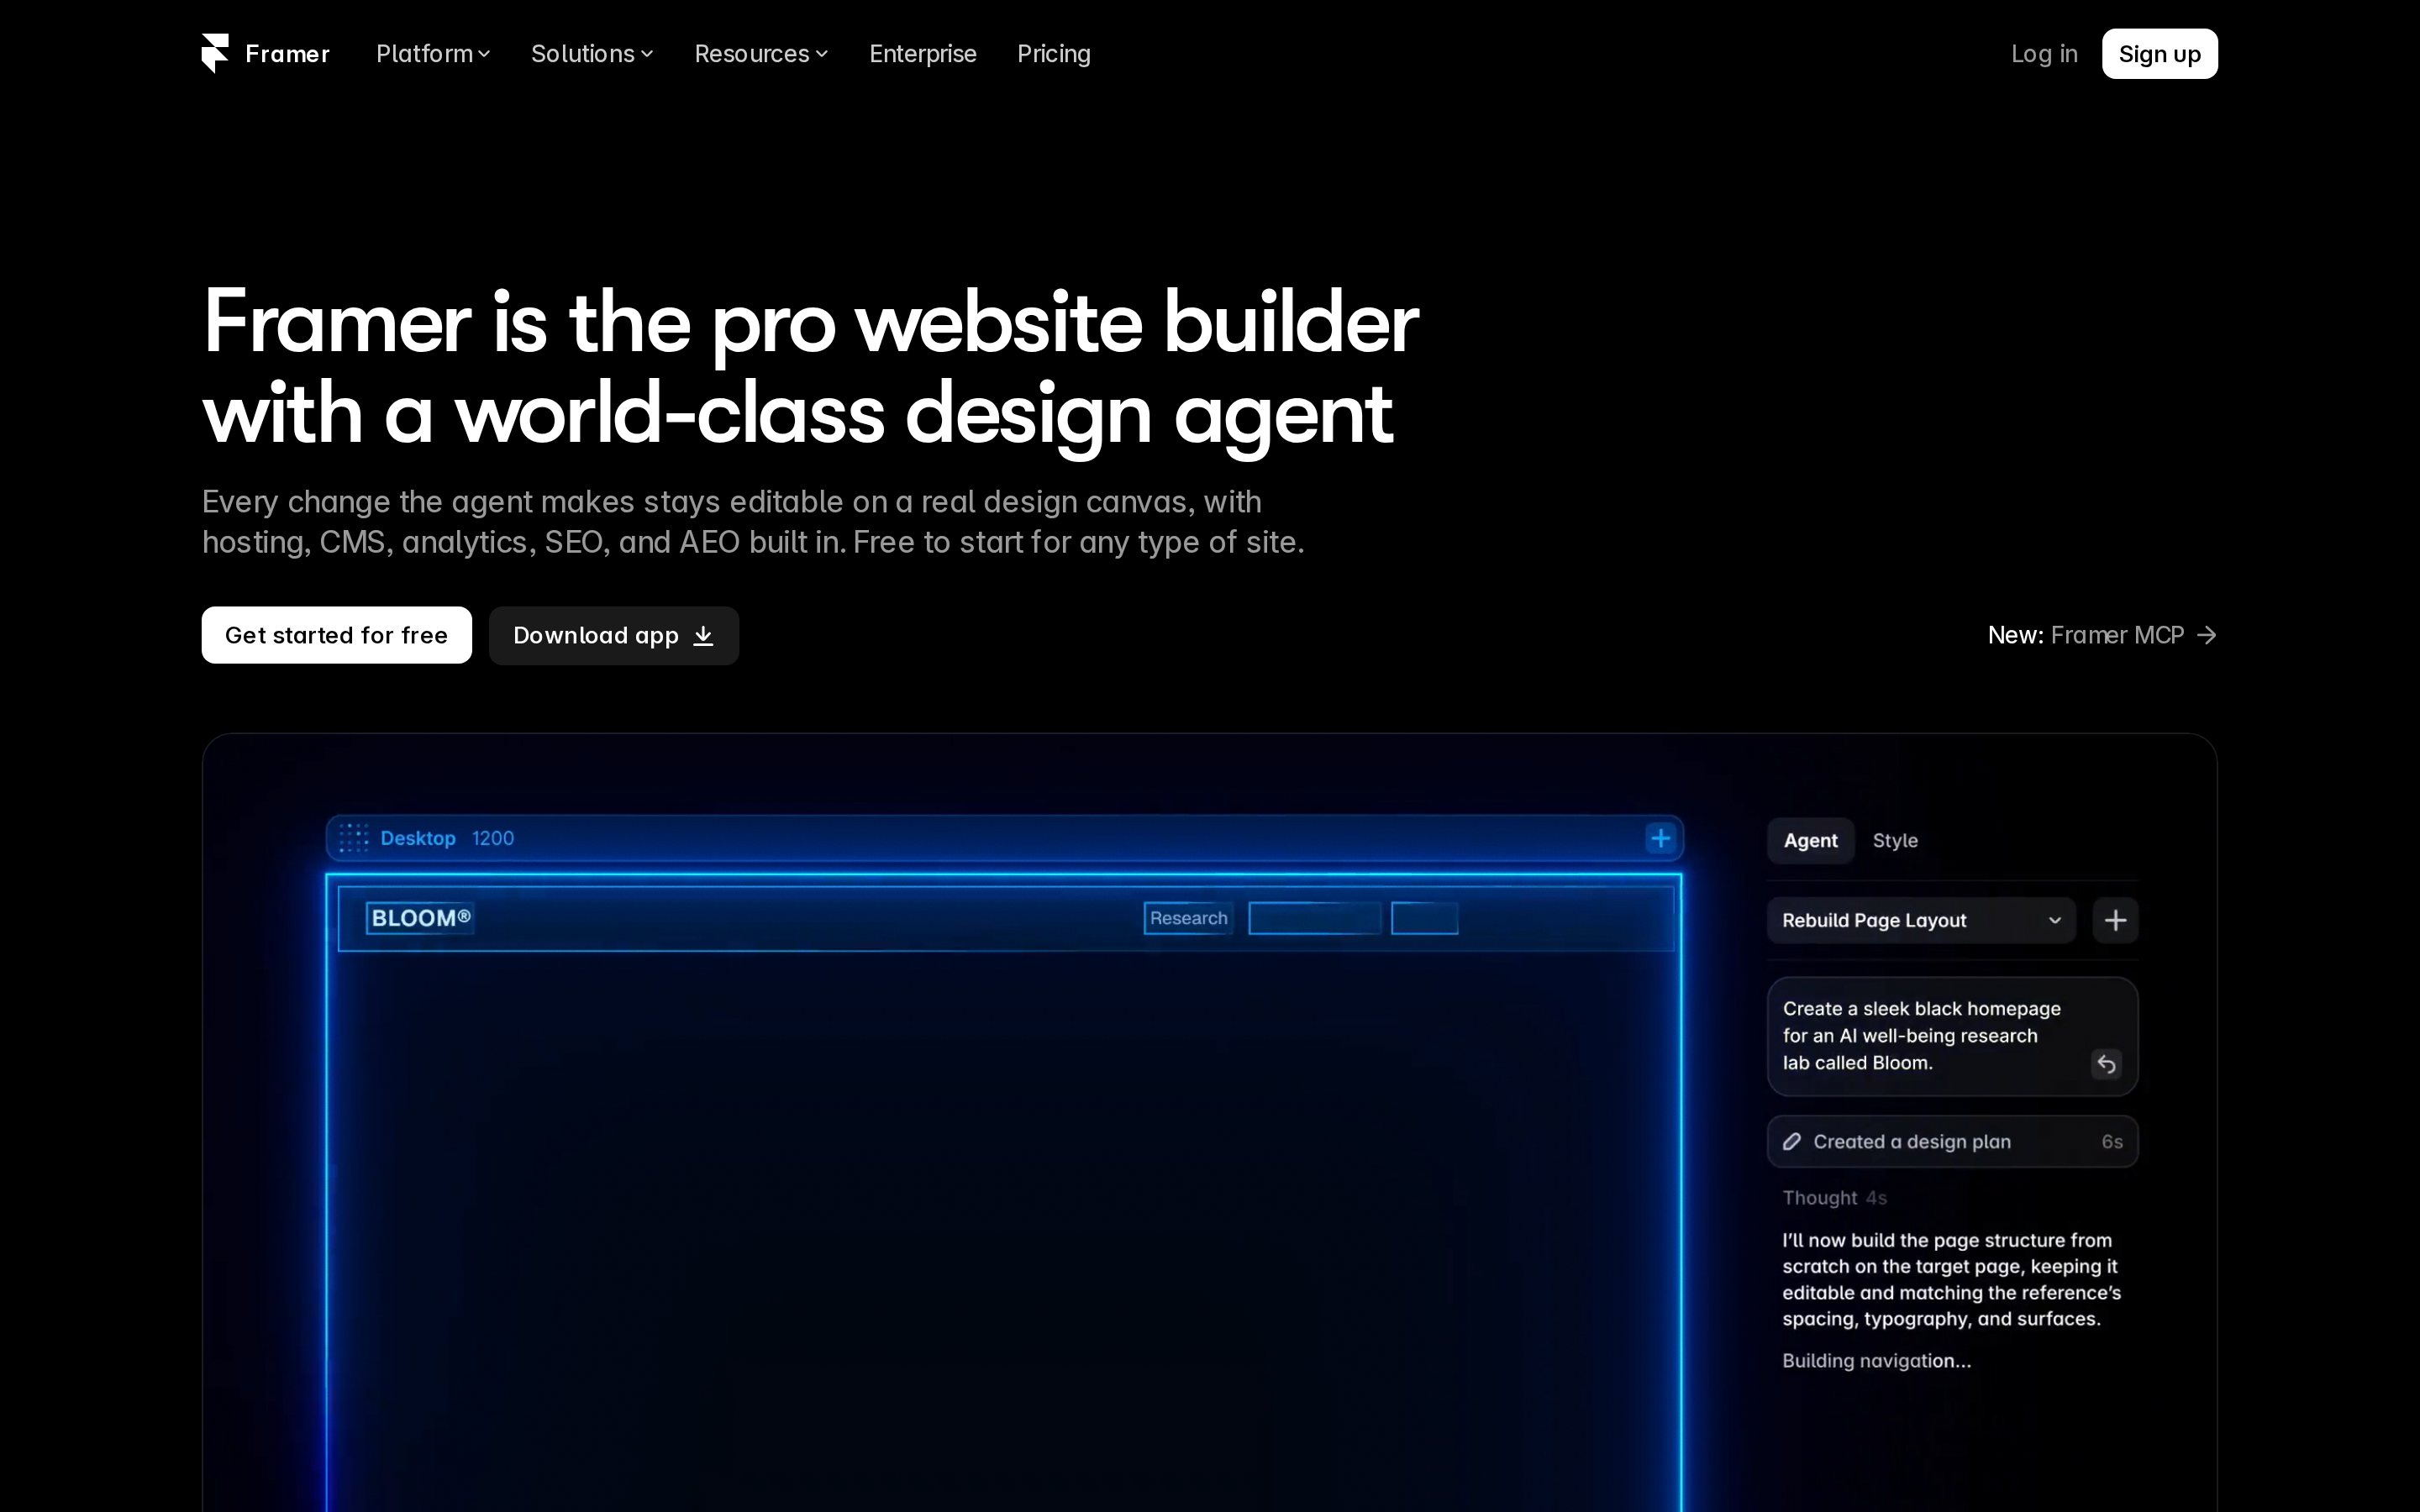 Framer
Platform
Solutions
Resources
Enterprise
Pricing
Log in
Sign up
Framer is the pro website builder
with a world-class design agent
Every change the agent makes stays editable on a real design canvas, with
hosting, CMS, analytics, SEO, and AEO built in. Free to start for any type of site.
Get started for free
Download app
New: Framer MCP
Desktop 1200
BLOOM®
Research
Agent
Style
Rebuild Page Layout
Create a sleek black homepage
for an AI well-being research
lab called Bloom.
Created a design plan
6s
Thought 4s
I'll now build the page structure from
scratch on the target page, keeping it
editable and matching the reference's
spacing, typography, and surfaces.
Building navigation...